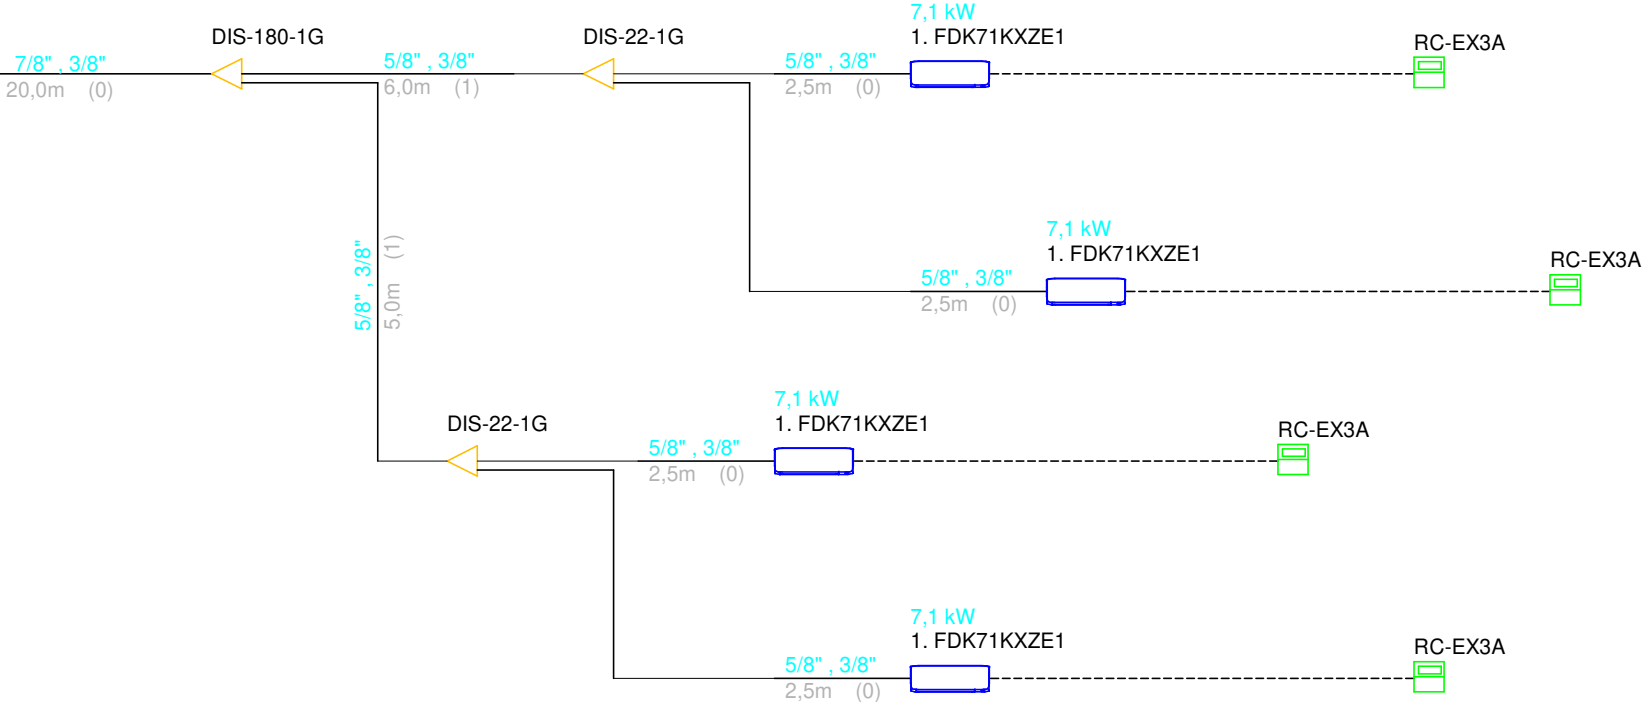 7,1 kW
DIS-180-1G
DIS-22-1G
1. FDK71KXZE1
RC-EX3A
7/8" , 3/8"
5/8" , 3/8"
5/8" , 3/8"
20,0m (0)
6,0m (1)
2,5m (0)
7,1 kW
1. FDK71KXZE1
RC-EX3A
5/8" , 3/8"
2,5m (0)
5/8" , 3/8"
5,0m (1)
7,1 kW
DIS-22-1G
1. FDK71KXZE1
RC-EX3A
5/8" , 3/8"
2,5m (0)
7,1 kW
1. FDK71KXZE1
RC-EX3A
5/8" , 3/8"
2,5m (0)